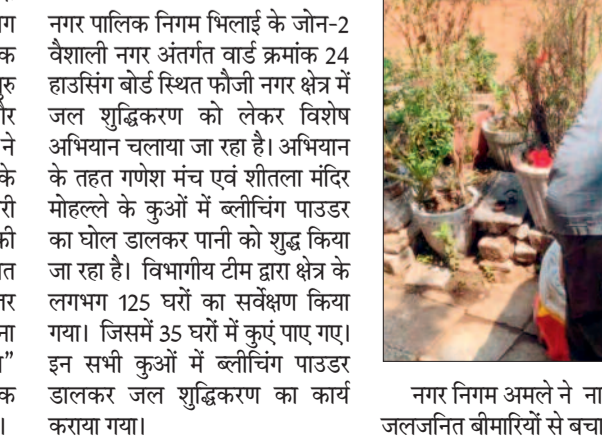 नगर पालिक निगम भिलाई के जोन-2
वैशाली नगर अंतर्गत वार्ड क्रमांक 24
हाउसिंग बोर्ड स्थित फौजी नगर क्षेत्र में
जल शुद्धिकरण को लेकर विशेष
अभियान चलाया जा रहा है। अभियान
के तहत गणेश मंच एवं शीतला मंदिर
मोहल्ले के कुओं में ब्लीचिंग पाउडर
का घोल डालकर पानी को शुद्ध किया
जा रहा है। विभागीय टीम द्वारा क्षेत्र के
लगभग 125 घरों का सर्वेक्षण किया
गया। जिसमें 35 घरों में कुएं पाए गए।
इन सभी कुओं में ब्लीचिंग पाउडर
डालकर जल शुद्धिकरण का कार्य
कराया गया।
नगर निगम अमले ने ना
जलजनित बीमारियों से बचा